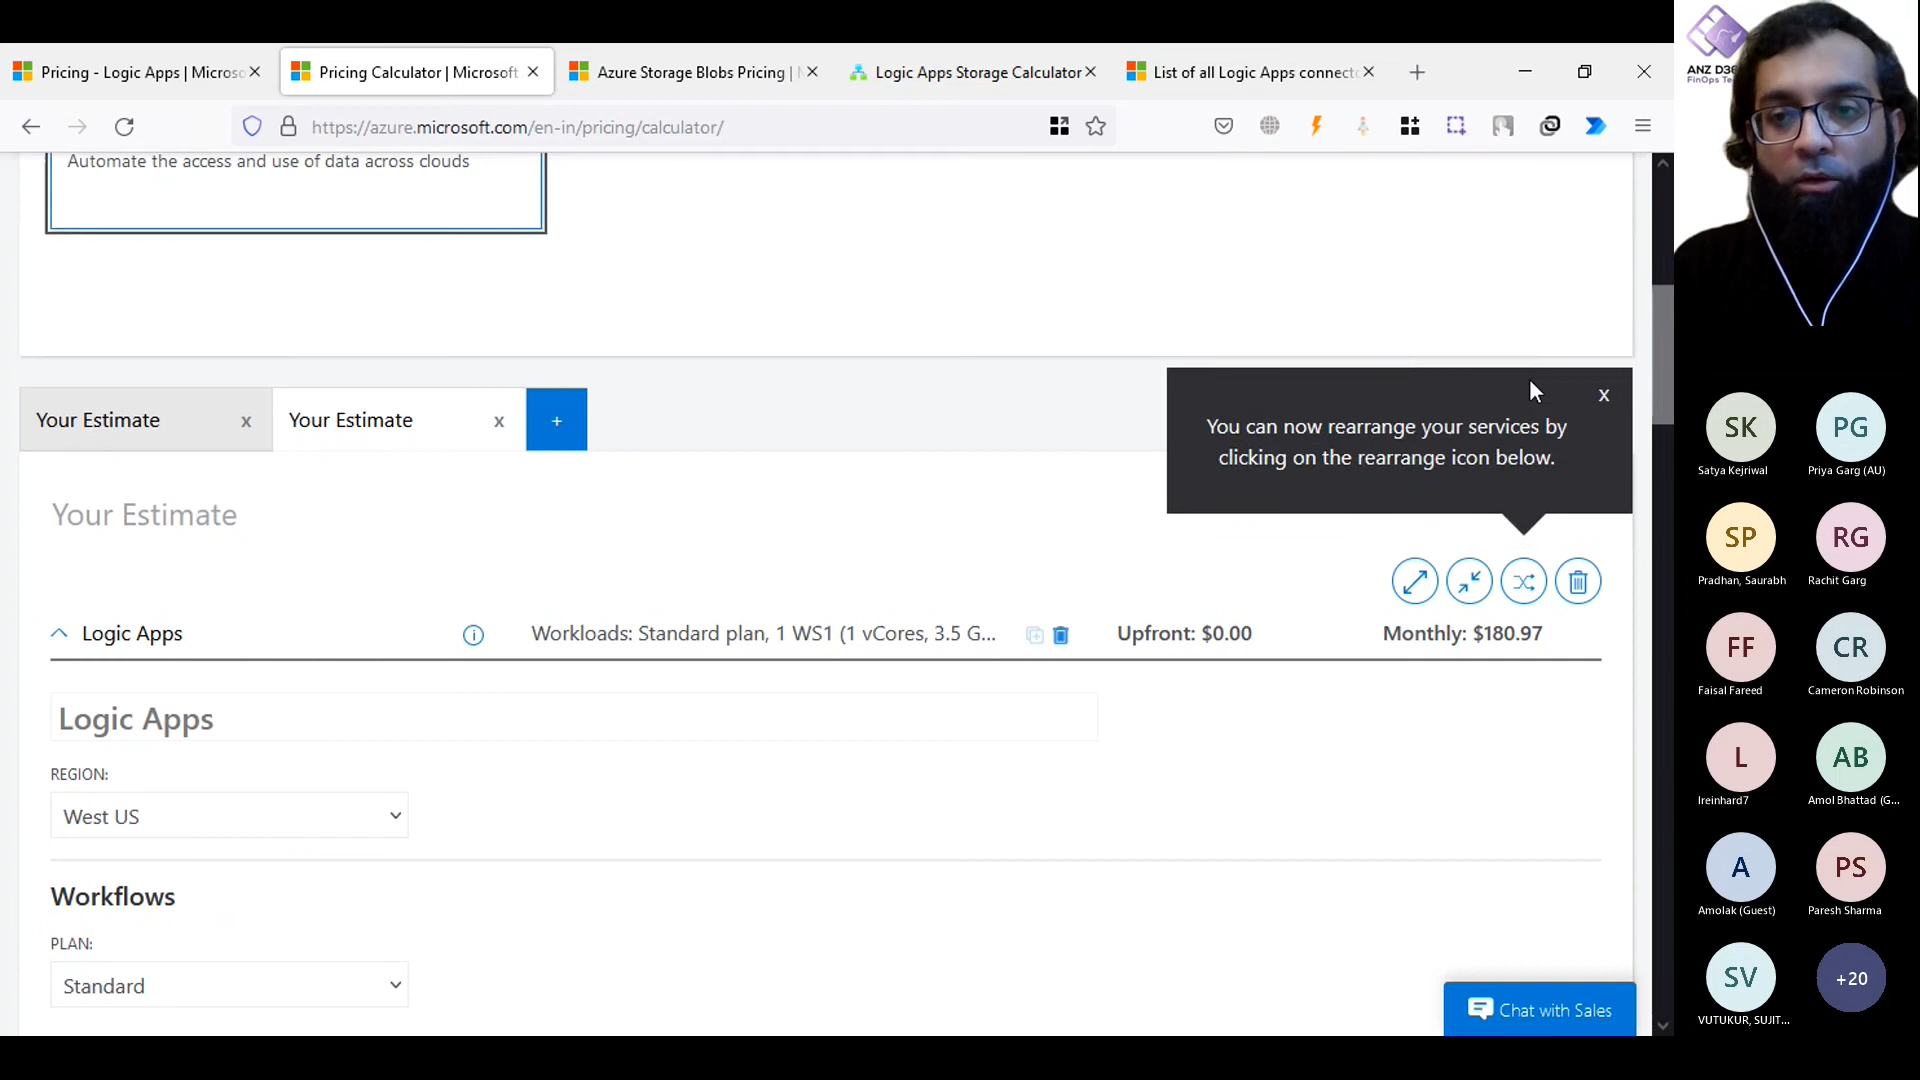 Pricing - Logic Apps | Micros
Pricing Calculator | Microsoft
Azure Storage Blobs Pricing |
Logic Apps Storage Calculator
List of all Logic Apps connect
https://azure.microsoft.com/en-in/pricing/calculator/
Automate the access and use of data across clouds
Your Estimate x
Your Estimate x
+
x
You can now rearrange your services by
clicking on the rearrange icon below.
Your Estimate
Logic Apps
Workloads: Standard plan, 1 WS1 (1 vCores, 3.5 G...
Upfront: $0.00
Monthly: $180.97
Logic Apps
REGION:
West US
Workflows
PLAN:
Standard
Chat with Sales
ANZ D36
FinOps Te
SK
Satya Kejriwal
PG
Priya Garg (AU)
SP
Pradhan, Saurabh
RG
Rachit Garg
FF
Faisal Fareed
CR
Cameron Robinson
L
lreinhard7
AB
Amol Bhattad (G...
A
Amolak (Guest)
PS
Paresh Sharma
SV
VUTUKUR, SUJIT...
+20